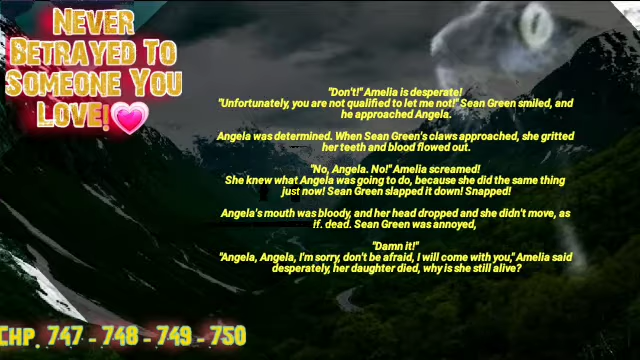 NEVER
BETRAYED TO
SOMEONE YOU
LOVE!💗
"Don't!" Amelia is desperate!
"Unfortunately, you are not qualified to let me not!" Sean Green smiled, and
he approached Angela.
Angela was determined. When Sean Green's claws approached, she gritted
her teeth and blood flowed out.
"No, Angela. No!" Amelia screamed!
She knew what Angela was going to do, because she did the same thing
just now! Sean Green slapped it down! Snapped!
Angela's mouth was bloody, and her head dropped and she didn't move, as
if. dead. Sean Green was annoyed,
"Damn it!"
"Angela, Angela, I'm sorry, don't be afraid, I will come with you," Amelia said
desperately, her daughter died, why is she still alive?
CHP. 747 - 748 - 749 - 750